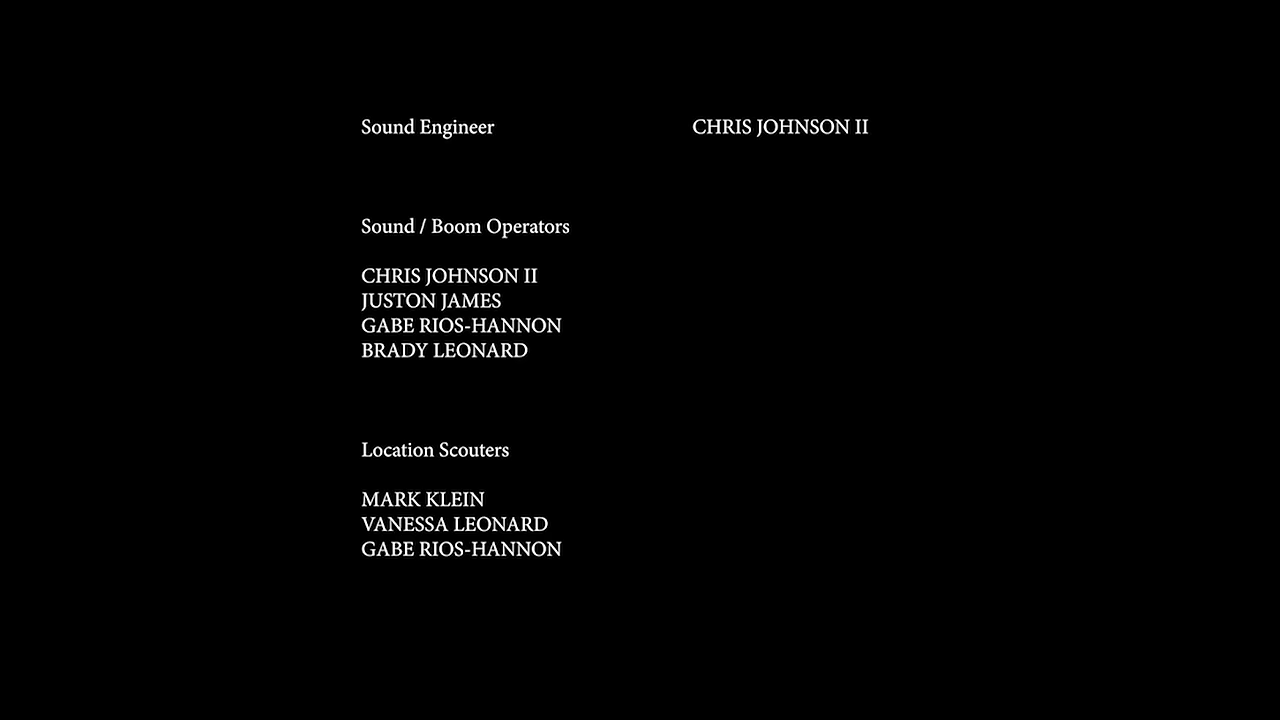 Sound Engineer CHRIS JOHNSON II
Sound / Boom Operators
CHRIS JOHNSON II
JUSTON JAMES
GABE RIOS-HANNON
BRADY LEONARD
Location Scouters
MARK KLEIN
VANESSA LEONARD
GABE RIOS-HANNON